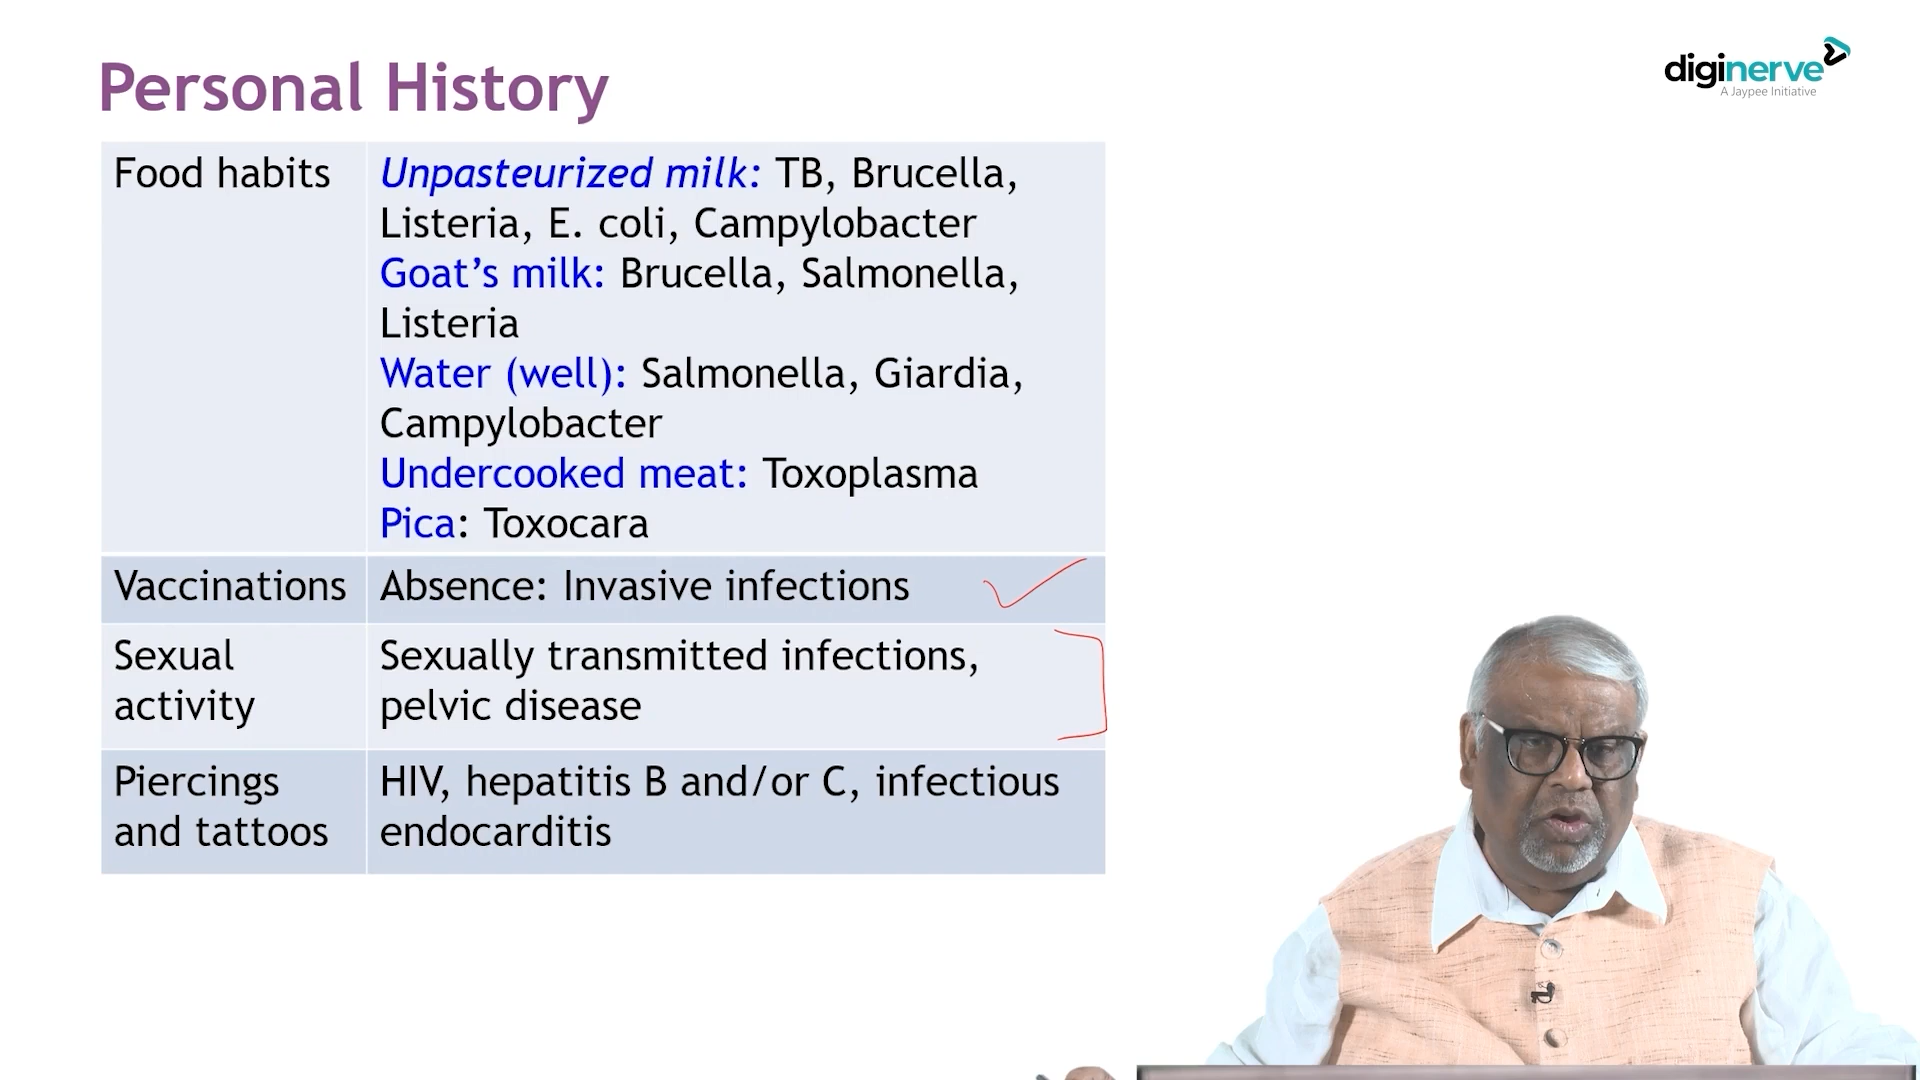 Personal History
diginerve
A Jaypee Initiative
Food habits
Unpasteurized milk: TB, Brucella,
Listeria, E. coli, Campylobacter
Goat’s milk: Brucella, Salmonella,
Listeria
Water (well): Salmonella, Giardia,
Campylobacter
Undercooked meat: Toxoplasma
Pica: Toxocara
Vaccinations
Absence: Invasive infections
Sexual
activity
Sexually transmitted infections,
pelvic disease
Piercings
and tattoos
HIV, hepatitis B and/or C, infectious
endocarditis